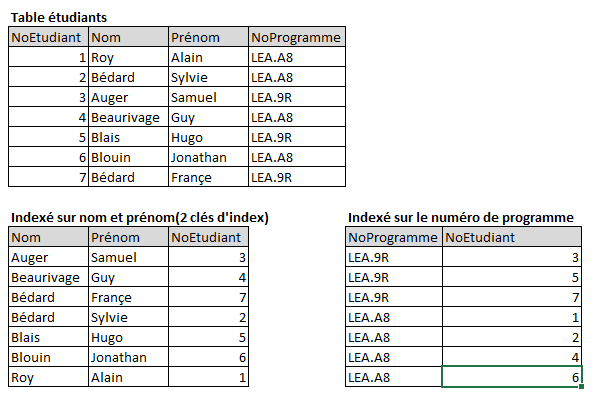 Table étudiants
NoEtudiant Nom Prénom NoProgramme
1 Roy Alain LEA.A8
2 Bédard Sylvie LEA.A8
3 Auger Samuel LEA.9R
4 Beaurivage Guy LEA.A8
5 Blais Hugo LEA.9R
6 Blouin Jonathan LEA.A8
7 Bédard Françe LEA.9R
Indexé sur nom et prénom(2 clés d'index)
Nom Prénom NoEtudiant
Auger Samuel 3
Beaurivage Guy 4
Bédard Françe 7
Bédard Sylvie 2
Blais Hugo 5
Blouin Jonathan 6
Roy Alain 1
Indexé sur le numéro de programme
NoProgramme NoEtudiant
LEA.9R 3
LEA.9R 5
LEA.9R 7
LEA.A8 1
LEA.A8 2
LEA.A8 4
LEA.A8 6